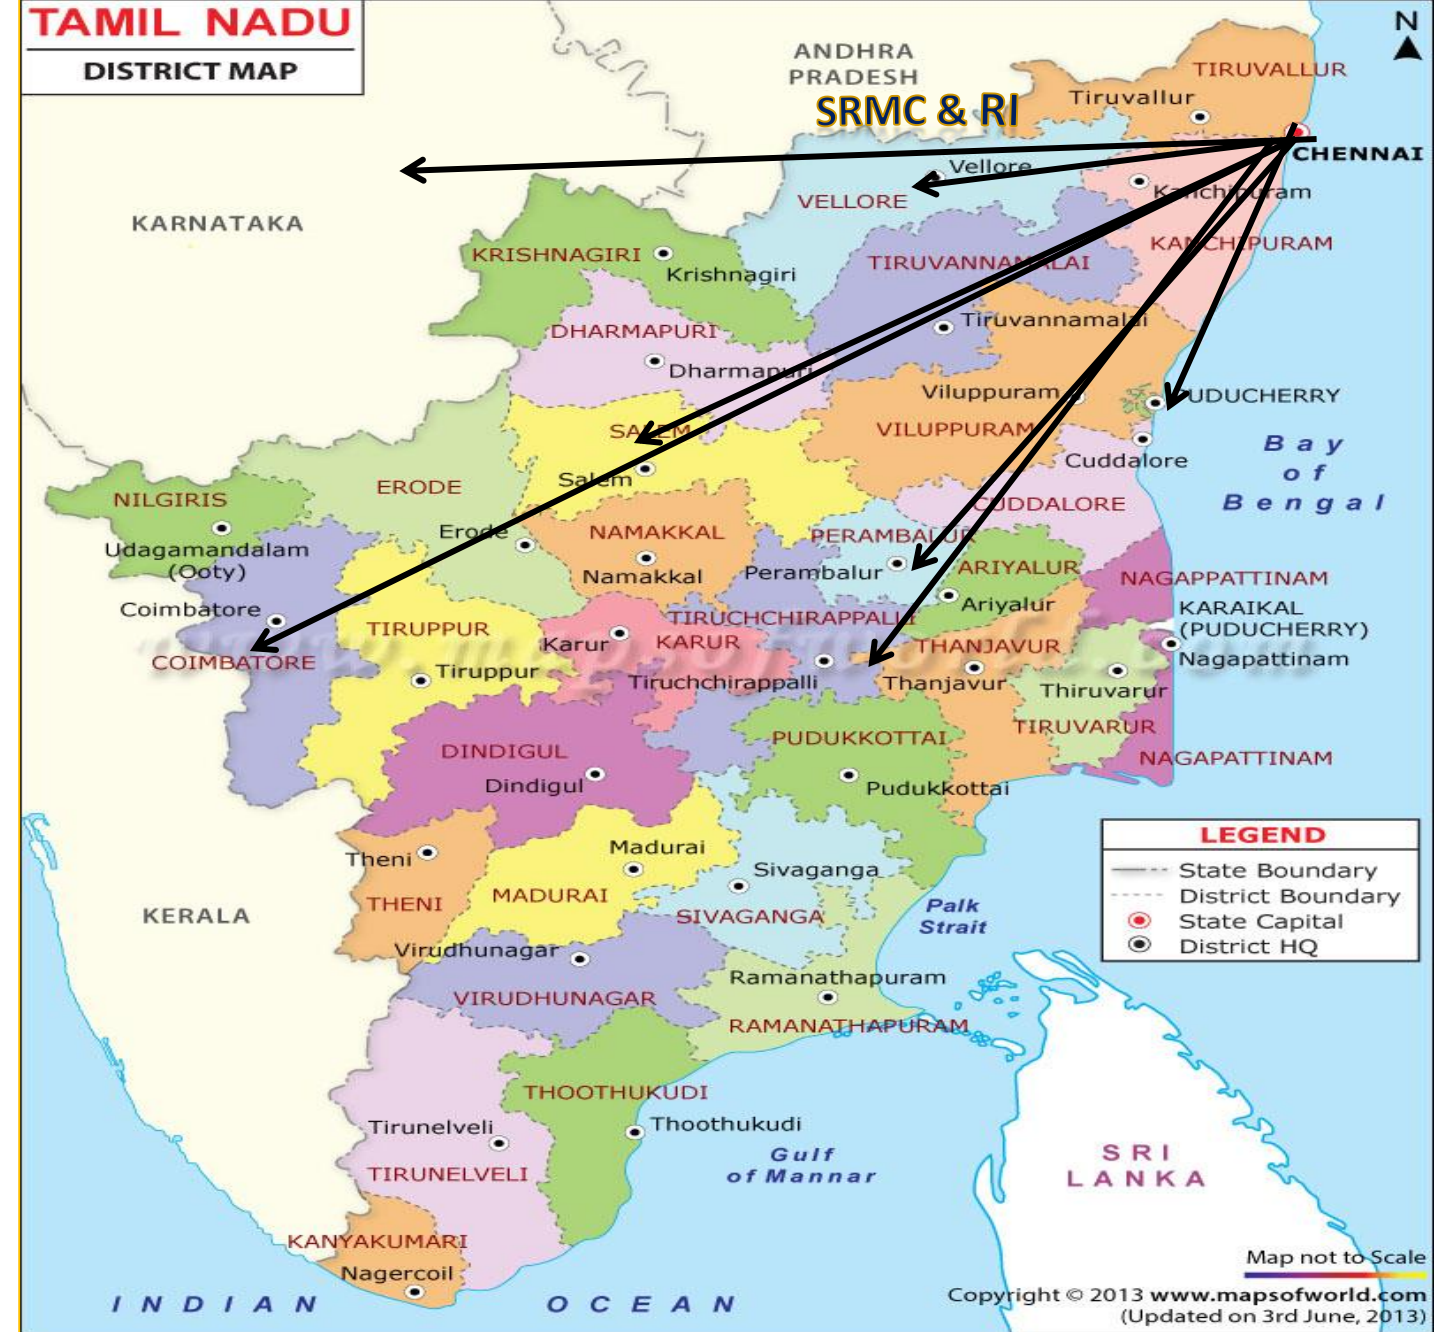 TAMIL NADU
DISTRICT MAP
N
ANDHRA
PRADESH
SRMC & RI
TIRUVALLUR
Tiruvallur
CHENNAI
Vellore
VELLORE
Kanchipuram
KANCHIPURAM
KARNATAKA
KRISHNAGIRI
Krishnagiri
TIRUVANNAMALAI
Tiruvannamalai
DHARMAPURI
Dharmapuri
Viluppuram
VILUPPURAM
PUDUCHERRY
SALEM
Salem
Cuddalore
CUDDALORE
Bay
of
Bengal
NILGIRIS
Udagamandalam
(Ooty)
ERODE
Erode
NAMAKKAL
Namakkal
PERAMBALUR
Perambalur
ARIYALUR
Ariyalur
NAGAPPATTINAM
KARAIKAL
(PUDUCHERRY)
Nagapattinam
Coimbatore
COIMBATORE
TIRUPPUR
Tiruppur
Karur
KARUR
TIRUCHCHIRAPPALLI
Tiruchchirappalli
THANJAVUR
Thanjavur
Thiruvarur
TIRUVARUR
NAGAPATTINAM
www.mapsofworld.com
DINDIGUL
Dindigul
PUDUKKOTTAI
Pudukkottai
Theni
THENI
Madurai
MADURAI
Sivaganga
SIVAGANGA
KERALA
Palk
Strait
LEGEND
State Boundary
District Boundary
State Capital
District HQ
Virudhunagar
VIRUDHUNAGAR
Ramanathapuram
RAMANATHAPURAM
THOOTHUKUDI
Thoothukudi
Tirunelveli
TIRUNELVELI
Gulf
of Mannar
SRI
LANKA
KANYAKUMARI
Nagercoil
INDIAN OCEAN
Map not to Scale
Copyright © 2013 www.mapsofworld.com
(Updated on 3rd June, 2013)